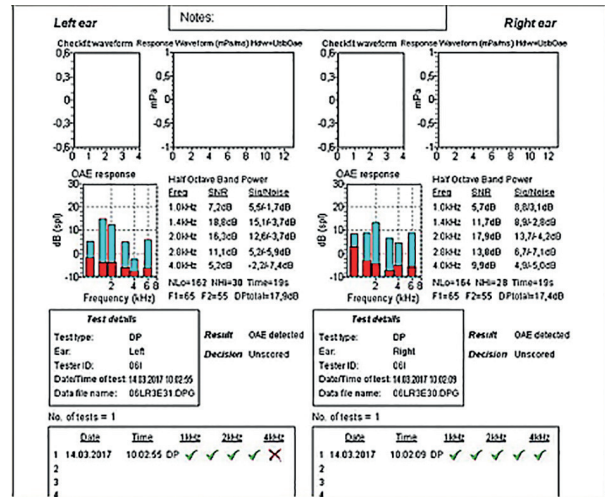 Notes:
Left ear
Right ear
Checkfit waveform Response Waveform (mPa/ms) Hdw=UsbOae
0,6
0,3
0
-0,3
-0,6
0 1 2 3 4
mPa
1
0,5
0
-0,5
-1
0 2 4 6 8 10 12
Checkfit waveform Response Waveform (mPa/ms) Hdw=UsbOae
0,6
0,3
0
-0,3
-0,6
0 1 2 3 4
mPa
1
0,5
0
-0,5
-1
0 2 4 6 8 10 12
OAE response
30
20
10
0
-10
dB (spl)
2 4 6 8
Frequency (kHz)
Half Octave Band Power
Freq SNR Sig/Noise
1.0kHz 7,2dB 5,5/-1,7dB
1.4kHz 18,8dB 15,1/-3,7dB
2.0kHz 16,3dB 12,6/-3,7dB
2.8kHz 11,1dB 5,2/-5,9dB
4.0kHz 5,2dB -2,2/-7,4dB
NLo=162 NHi=30 Time=19s
F1=65 F2=55 DPtotal=17,9dB
OAE response
30
20
10
0
-10
dB (spl)
2 4 6 8
Frequency (kHz)
Half Octave Band Power
Freq SNR Sig/Noise
1.0kHz 5,7dB 8,8/3,1dB
1.4kHz 11,7dB 8,9/-2,8dB
2.0kHz 17,9dB 13,7/-4,2dB
2.8kHz 13,8dB 6,7/-7,1dB
4.0kHz 9,9dB 4,9/-5,0dB
NLo=164 NHi=28 Time=19s
F1=65 F2=55 DPtotal=17,4dB
Test details
Test type: DP
Ear: Left
Tester ID: 06I
Date/Time of test: 14.03.2017 10:02:55
Data file name: 06LR3E31.DPG
Result OAE detected
Decision Unscored
Test details
Test type: DP
Ear: Right
Tester ID: 06I
Date/Time of test: 14.03.2017 10:02:09
Data file name: 06LR3E30.DPG
Result OAE detected
Decision Unscored
No. of tests = 1
Date Time 1kHz 2kHz 4kHz
1 14.03.2017 10:02:55 DP
2
3
4
No. of tests = 1
Date Time 1kHz 2kHz 4kHz
1 14.03.2017 10:02:09 DP
2
3
4